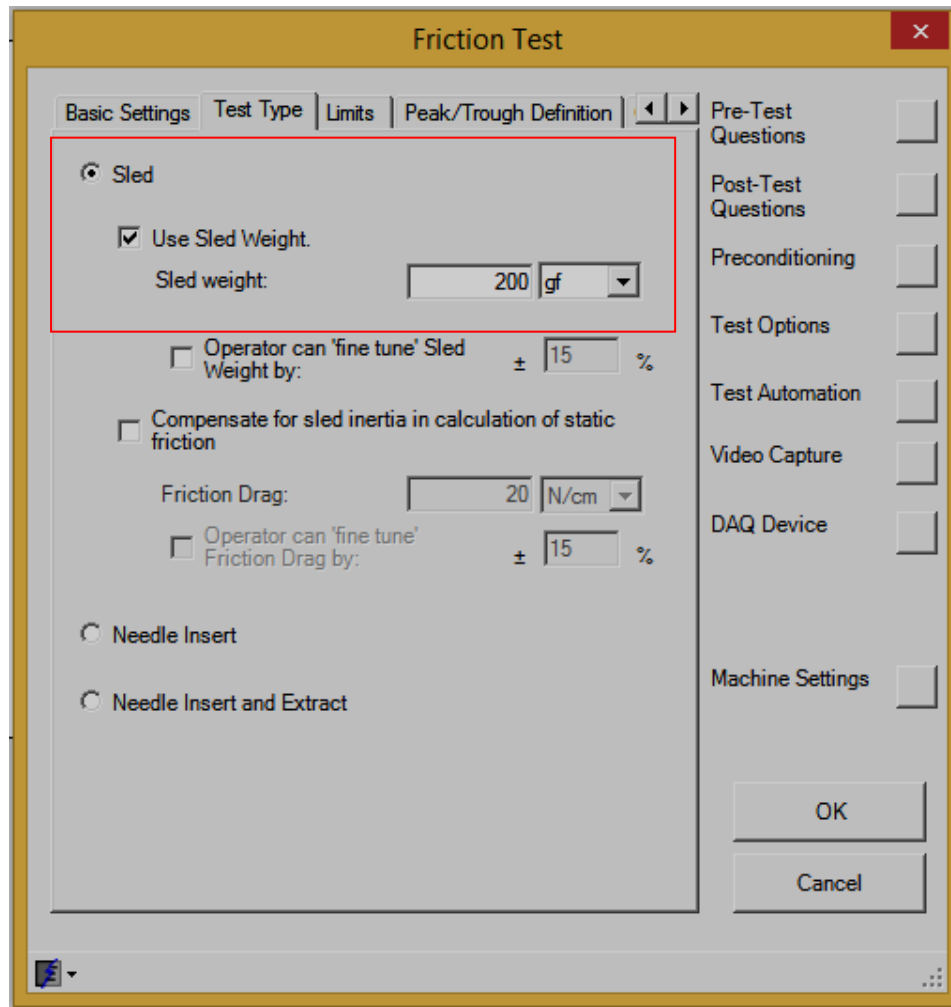 Friction Test
Basic Settings
Test Type
Limits
Peak/Trough Definition
Sled
Use Sled Weight.
Sled weight:
200
gf
Operator can 'fine tune' Sled
Weight by:
±
15
%
Compensate for sled inertia in calculation of static
friction
Friction Drag:
20
N/cm
Operator can 'fine tune'
Friction Drag by:
±
15
%
Needle Insert
Needle Insert and Extract
Pre-Test
Questions
Post-Test
Questions
Preconditioning
Test Options
Test Automation
Video Capture
DAQ Device
Machine Settings
OK
Cancel